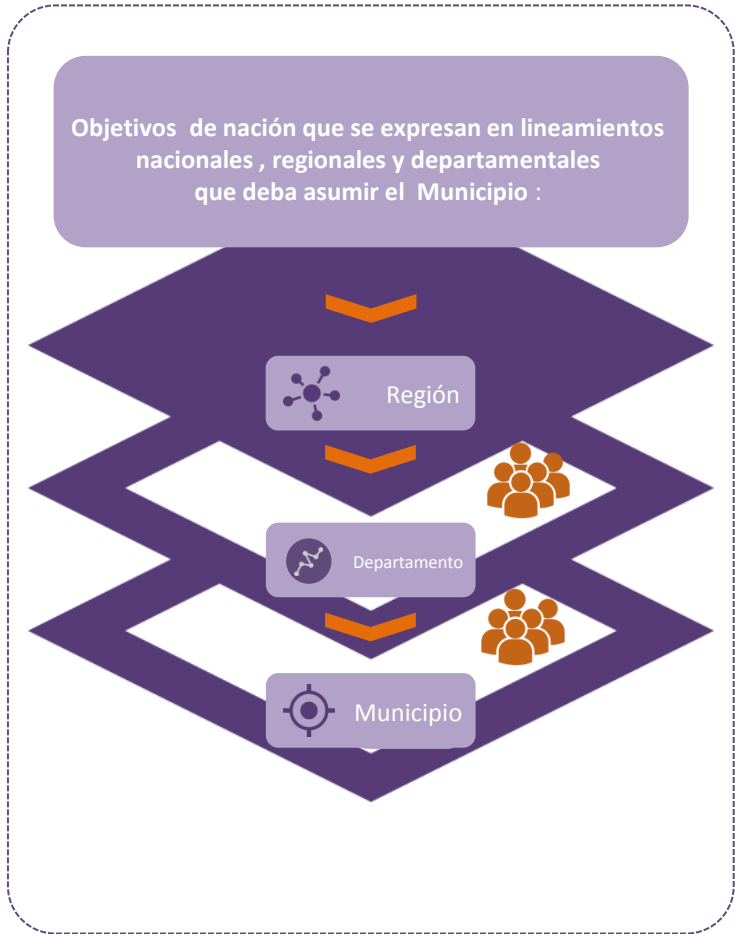 Objetivos de nación que se expresan en lineamientos
nacionales , regionales y departamentales
que deba asumir el Municipio :
Región
Departamento
Municipio